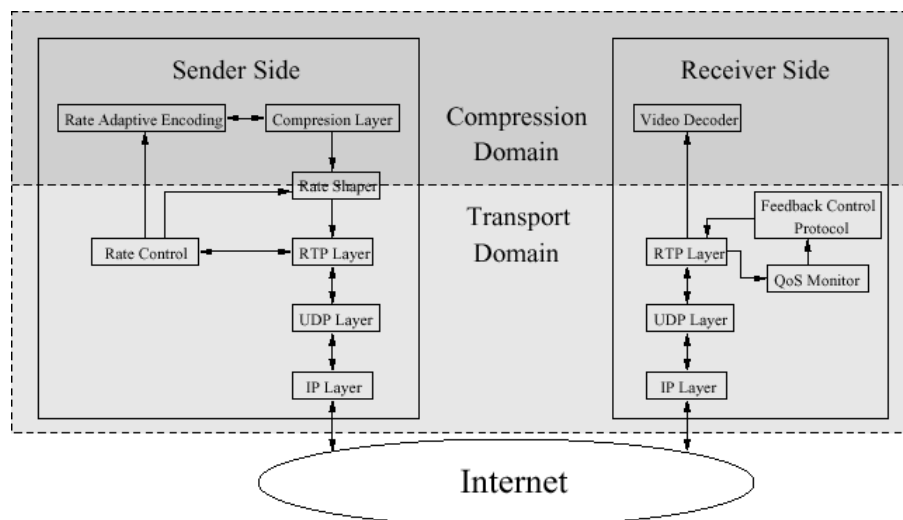 Sender Side
Receiver Side
Rate Adaptive Encoding
Compresion Layer
Compression
Domain
Video Decoder
Rate Shaper
Transport
Domain
Feedback Control
Protocol
Rate Control
RTP Layer
RTP Layer
QoS Monitor
UDP Layer
UDP Layer
IP Layer
IP Layer
Internet